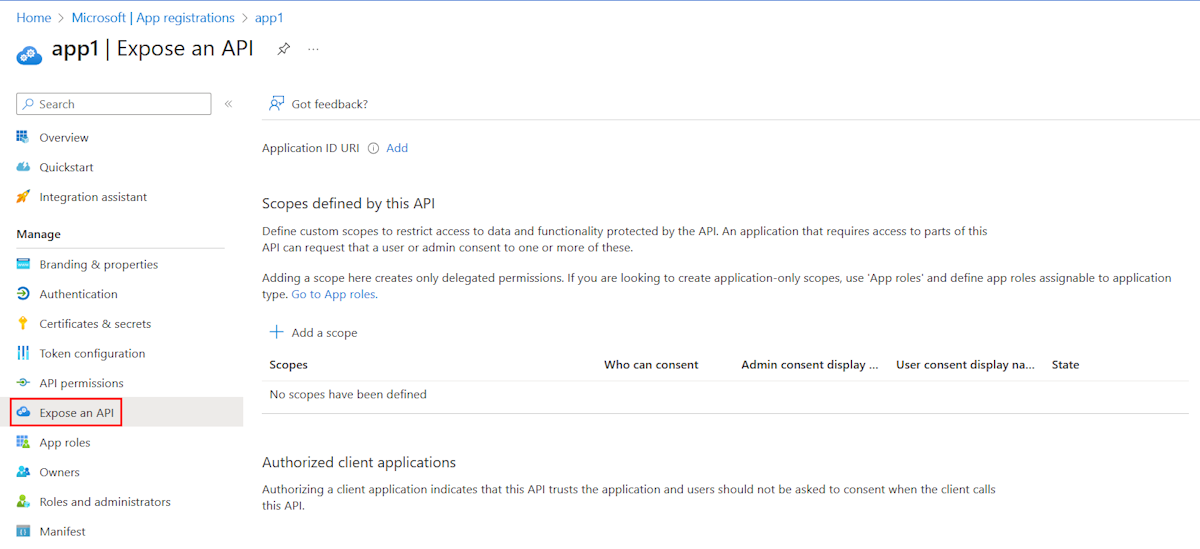 Home > Microsoft | App registrations > app1
app1 | Expose an API
Search
Overview
Quickstart
Integration assistant
Manage
Branding & properties
Authentication
Certificates & secrets
Token configuration
API permissions
Expose an API
App roles
Owners
Roles and administrators
Manifest
Got feedback?
Application ID URI Add
Scopes defined by this API
Define custom scopes to restrict access to data and functionality protected by the API. An application that requires access to parts of this
API can request that a user or admin consent to one or more of these.
Adding a scope here creates only delegated permissions. If you are looking to create application-only scopes, use 'App roles' and define app roles assignable to application
type. Go to App roles.
Add a scope
Scopes Who can consent Admin consent display ... User consent display na... State
No scopes have been defined
Authorized client applications
Authorizing a client application indicates that this API trusts the application and users should not be asked to consent when the client calls
this API.